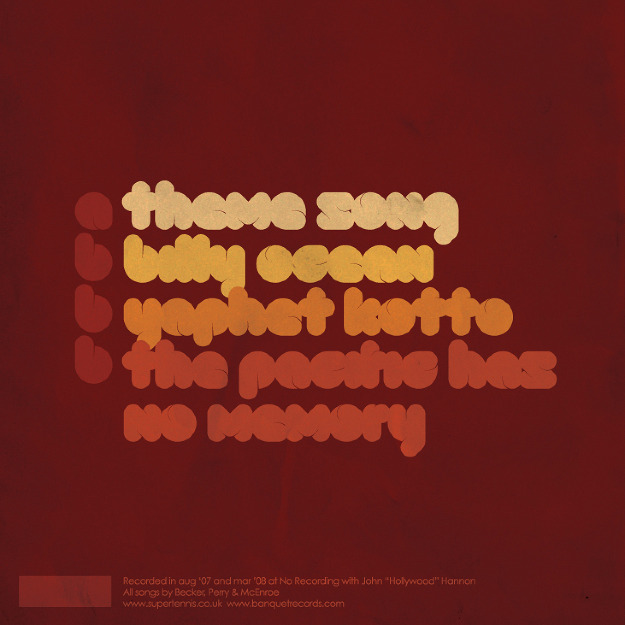 a theme song
b billy ocean
b yaphet kotto
b the pacific has
no memory
Recorded in aug '07 and mar '08 at No Recording with John "Hollywood" Hannon
All songs by Becker, Perry & McEnroe
www.supertennis.co.uk www.banquetrecords.com